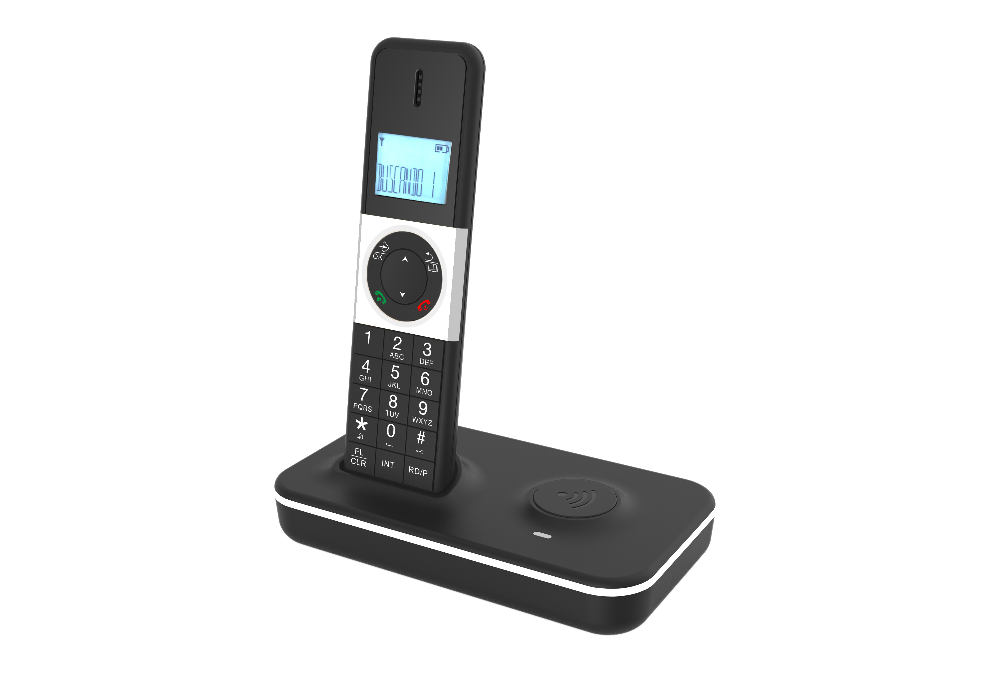 BUSCANDO 1
OK
1 2 3
ABC DEF
4 5 6
GHI JKL MNO
7 8 9
PQRS TUV WXYZ
* 0 #
FL
CLR INT RD/P